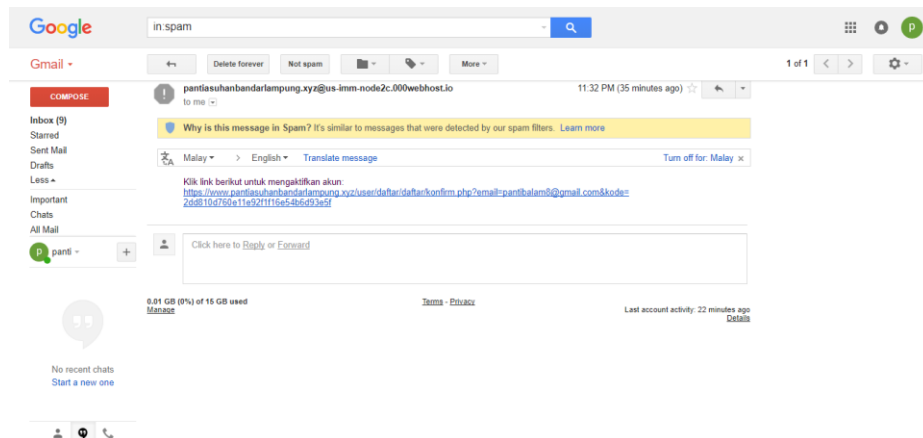 Google
in:spam
P
Gmail
Delete forever
Not spam
More
1 of 1
COMPOSE
Inbox (9)
Starred
Sent Mail
Drafts
Less
Important
Chats
All Mail
P panti
No recent chats
Start a new one
pantiasuhanbandarlampung.xyz@us-imm-node2c.000webhost.io
11:32 PM (35 minutes ago)
to me
Why is this message in Spam? It's similar to messages that were detected by our spam filters. Learn more
Malay > English Translate message
Turn off for: Malay x
Klik link berikut untuk mengaktifkan akun:
https://www.pantiasuhanbandarlampung.xyz/user/daftar/daftar/konfirm.php?email=pantibalam8@gmail.com&kode=
2dd810d760e11e92f1f16e54b6d93e5f
Click here to Reply or Forward
0.01 GB (0%) of 15 GB used
Manage
Terms - Privacy
Last account activity: 22 minutes ago
Details